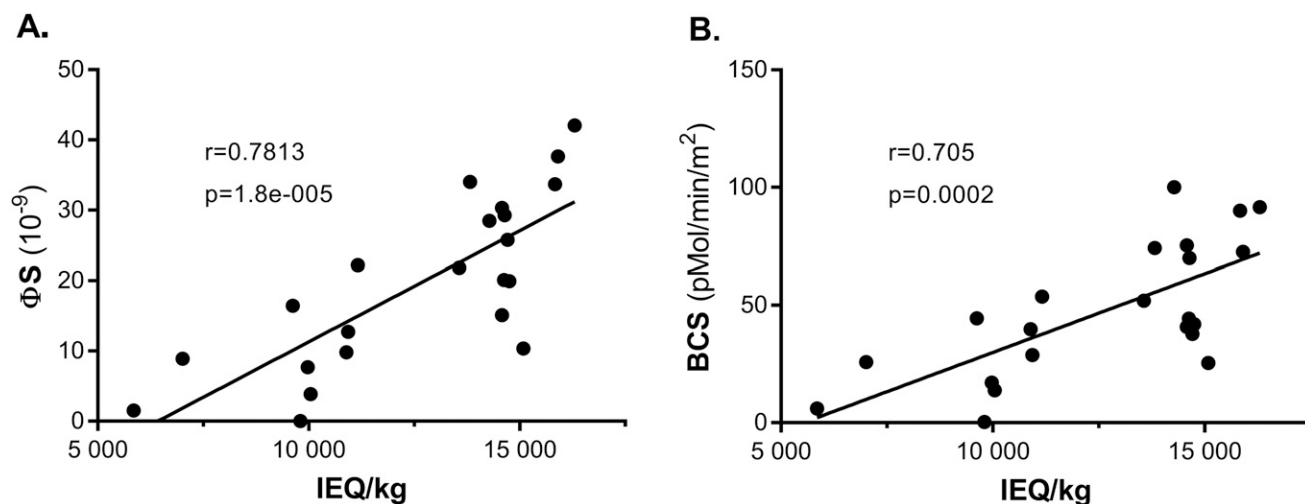 A.
50
40
30
20
10
0
ΦS (10⁻⁹)
r=0.7813
p=1.8e-005
5 000
10 000
15 000
IEQ/kg
B.
150
100
50
0
BCS (pMol/min/m²)
r=0.705
p=0.0002
5 000
10 000
15 000
IEQ/kg